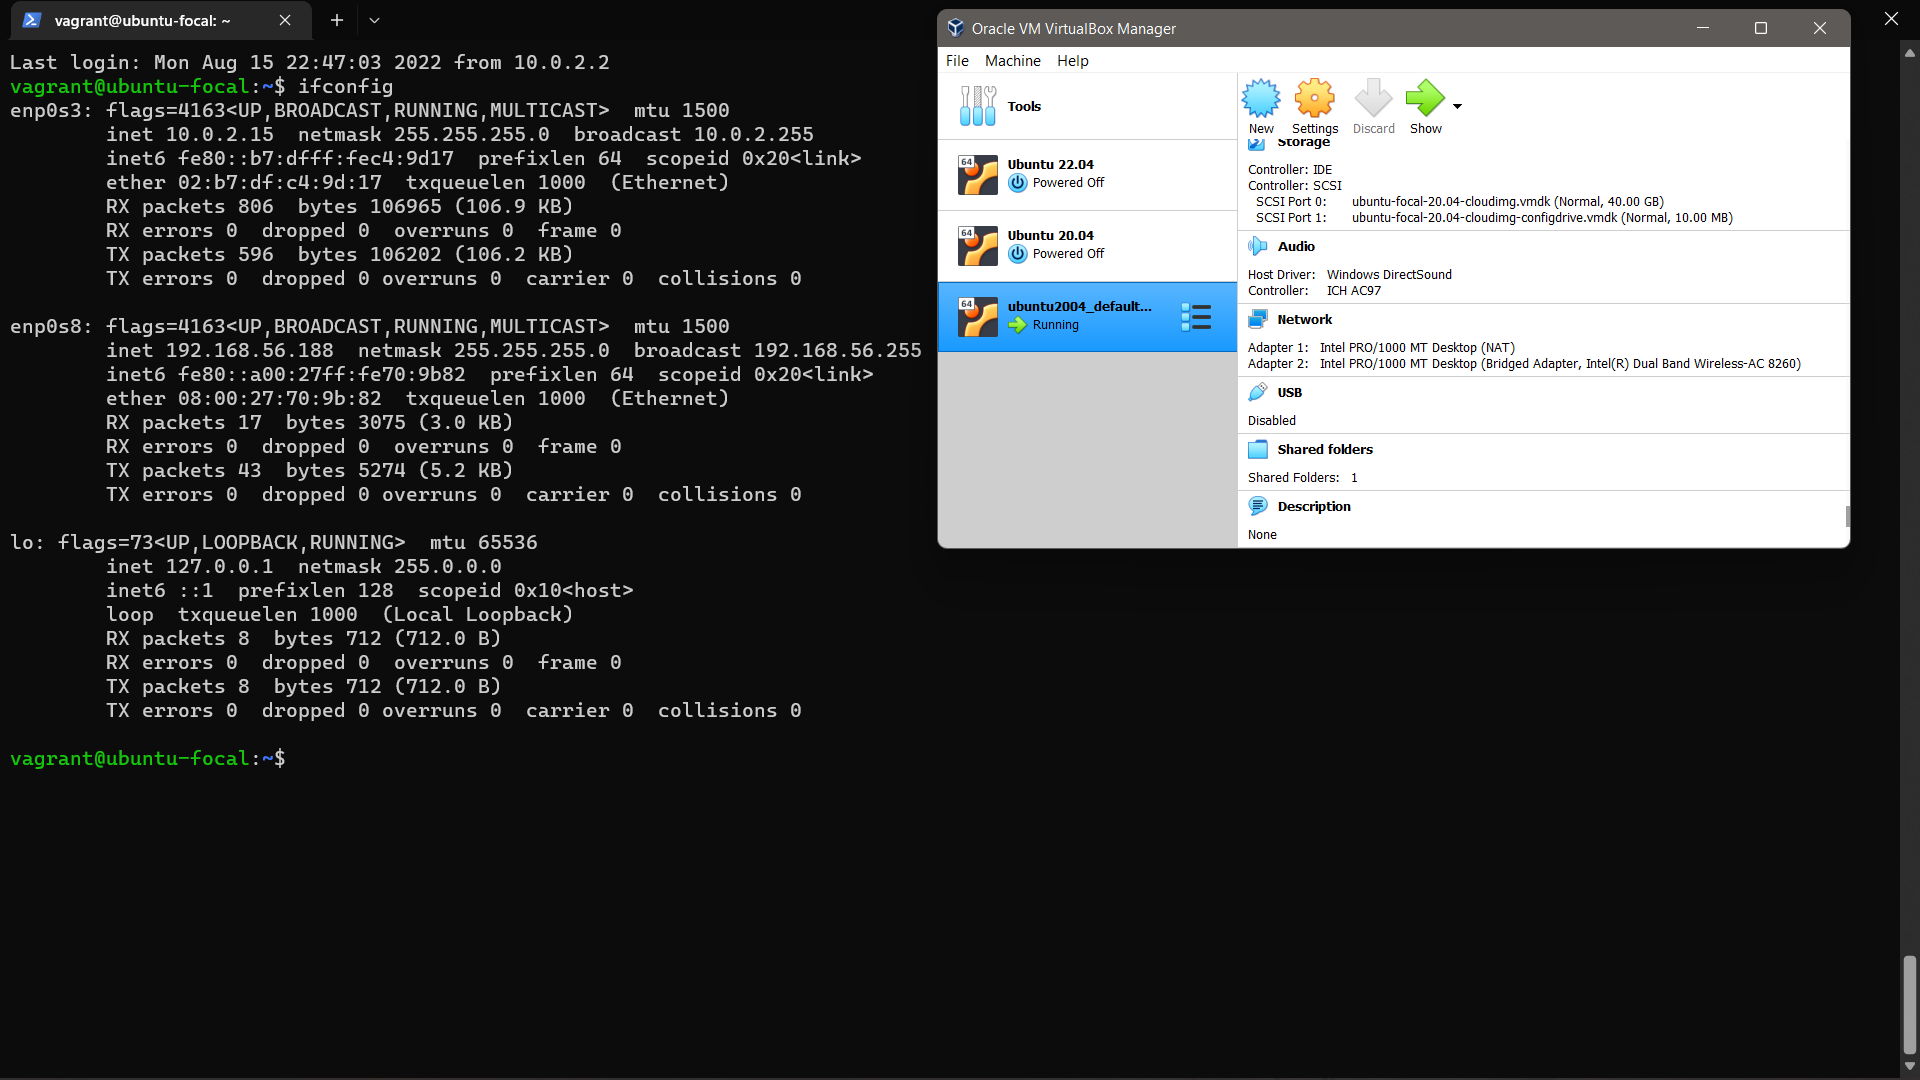 vagrant@ubuntu-focal: ~
Last login: Mon Aug 15 22:47:03 2022 from 10.0.2.2
vagrant@ubuntu-focal:~$ ifconfig
enp0s3: flags=4163<UP,BROADCAST,RUNNING,MULTICAST>  mtu 1500
        inet 10.0.2.15  netmask 255.255.255.0  broadcast 10.0.2.255
        inet6 fe80::b7:dfff:fec4:9d17  prefixlen 64  scopeid 0x20<link>
        ether 02:b7:df:c4:9d:17  txqueuelen 1000  (Ethernet)
        RX packets 806  bytes 106965 (106.9 KB)
        RX errors 0  dropped 0  overruns 0  frame 0
        TX packets 596  bytes 106202 (106.2 KB)
        TX errors 0  dropped 0 overruns 0  carrier 0  collisions 0
enp0s8: flags=4163<UP,BROADCAST,RUNNING,MULTICAST>  mtu 1500
        inet 192.168.56.188  netmask 255.255.255.0  broadcast 192.168.56.255
        inet6 fe80::a00:27ff:fe70:9b82  prefixlen 64  scopeid 0x20<link>
        ether 08:00:27:70:9b:82  txqueuelen 1000  (Ethernet)
        RX packets 17  bytes 3075 (3.0 KB)
        RX errors 0  dropped 0  overruns 0  frame 0
        TX packets 43  bytes 5274 (5.2 KB)
        TX errors 0  dropped 0 overruns 0  carrier 0  collisions 0
lo: flags=73<UP,LOOPBACK,RUNNING>  mtu 65536
        inet 127.0.0.1  netmask 255.0.0.0
        inet6 ::1  prefixlen 128  scopeid 0x10<host>
        loop  txqueuelen 1000  (Local Loopback)
        RX packets 8  bytes 712 (712.0 B)
        RX errors 0  dropped 0  overruns 0  frame 0
        TX packets 8  bytes 712 (712.0 B)
        TX errors 0  dropped 0 overruns 0  carrier 0  collisions 0
vagrant@ubuntu-focal:~$
Oracle VM VirtualBox Manager
File Machine Help
Tools
64
Ubuntu 22.04
Powered Off
64
Ubuntu 20.04
Powered Off
64
ubuntu2004_default...
Running
New Settings Discard Show
Storage
Controller: IDE
Controller: SCSI
SCSI Port 0: ubuntu-focal-20.04-cloudimg.vmdk (Normal, 40.00 GB)
SCSI Port 1: ubuntu-focal-20.04-cloudimg-configdrive.vmdk (Normal, 10.00 MB)
Audio
Host Driver: Windows DirectSound
Controller: ICH AC97
Network
Adapter 1: Intel PRO/1000 MT Desktop (NAT)
Adapter 2: Intel PRO/1000 MT Desktop (Bridged Adapter, Intel(R) Dual Band Wireless-AC 8260)
USB
Disabled
Shared folders
Shared Folders: 1
Description
None